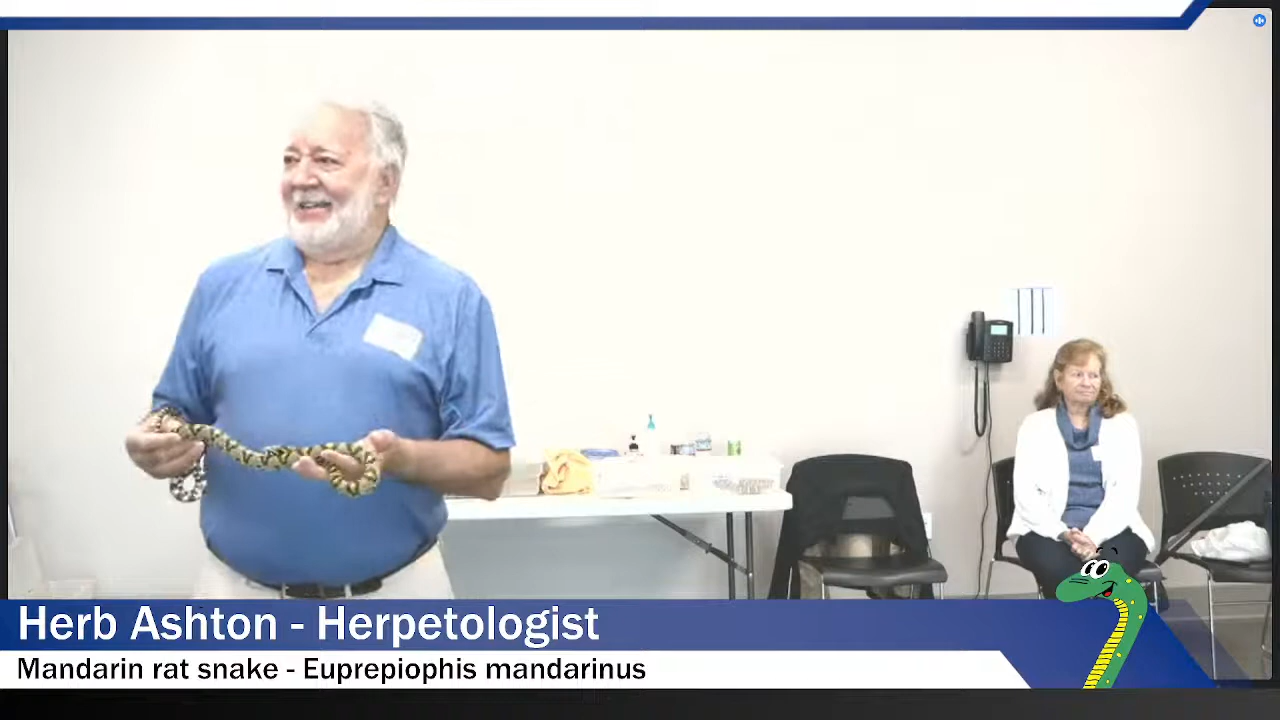 Herb Ashton - Herpetologist
Mandarin rat snake - Euprepiophis mandarinus